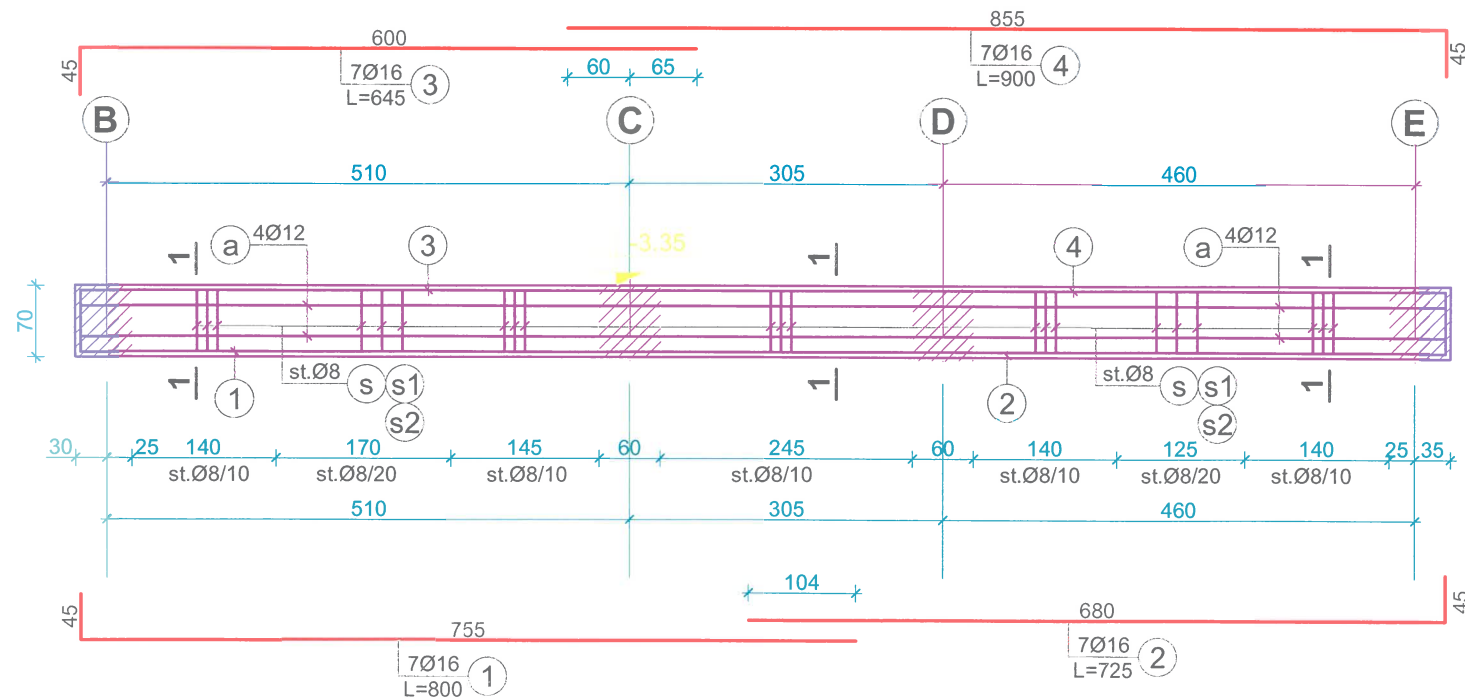 600
855
45
7Ø16
L=645
3
60
65
7Ø16
L=900
4
45
B
C
D
E
510
305
460
1
a
4Ø12
3
-3.35
1
4
a
4Ø12
1
70
1
1
st.Ø8
s
s1
s2
1
2
st.Ø8
s
s1
s2
1
30
25
140
170
145
60
245
60
140
125
140
25
35
st.Ø8/10
st.Ø8/20
st.Ø8/10
st.Ø8/10
st.Ø8/10
st.Ø8/20
st.Ø8/10
510
305
460
104
45
755
680
45
7Ø16
L=800
1
7Ø16
L=725
2